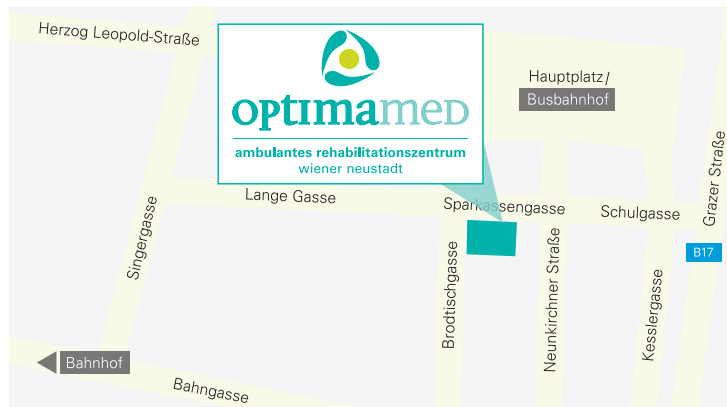 Herzog Leopold-Straße
optimamed
ambulantes rehabilitationszentrum
wiener neustadt
Hauptplatz/
Busbahnhof
Grazer Straße
Lange Gasse
Sparkassengasse
Schulgasse
Singergasse
B17
Brodtischgasse
Neunkirchner Straße
Kesslergasse
Bahnhof
Bahngasse